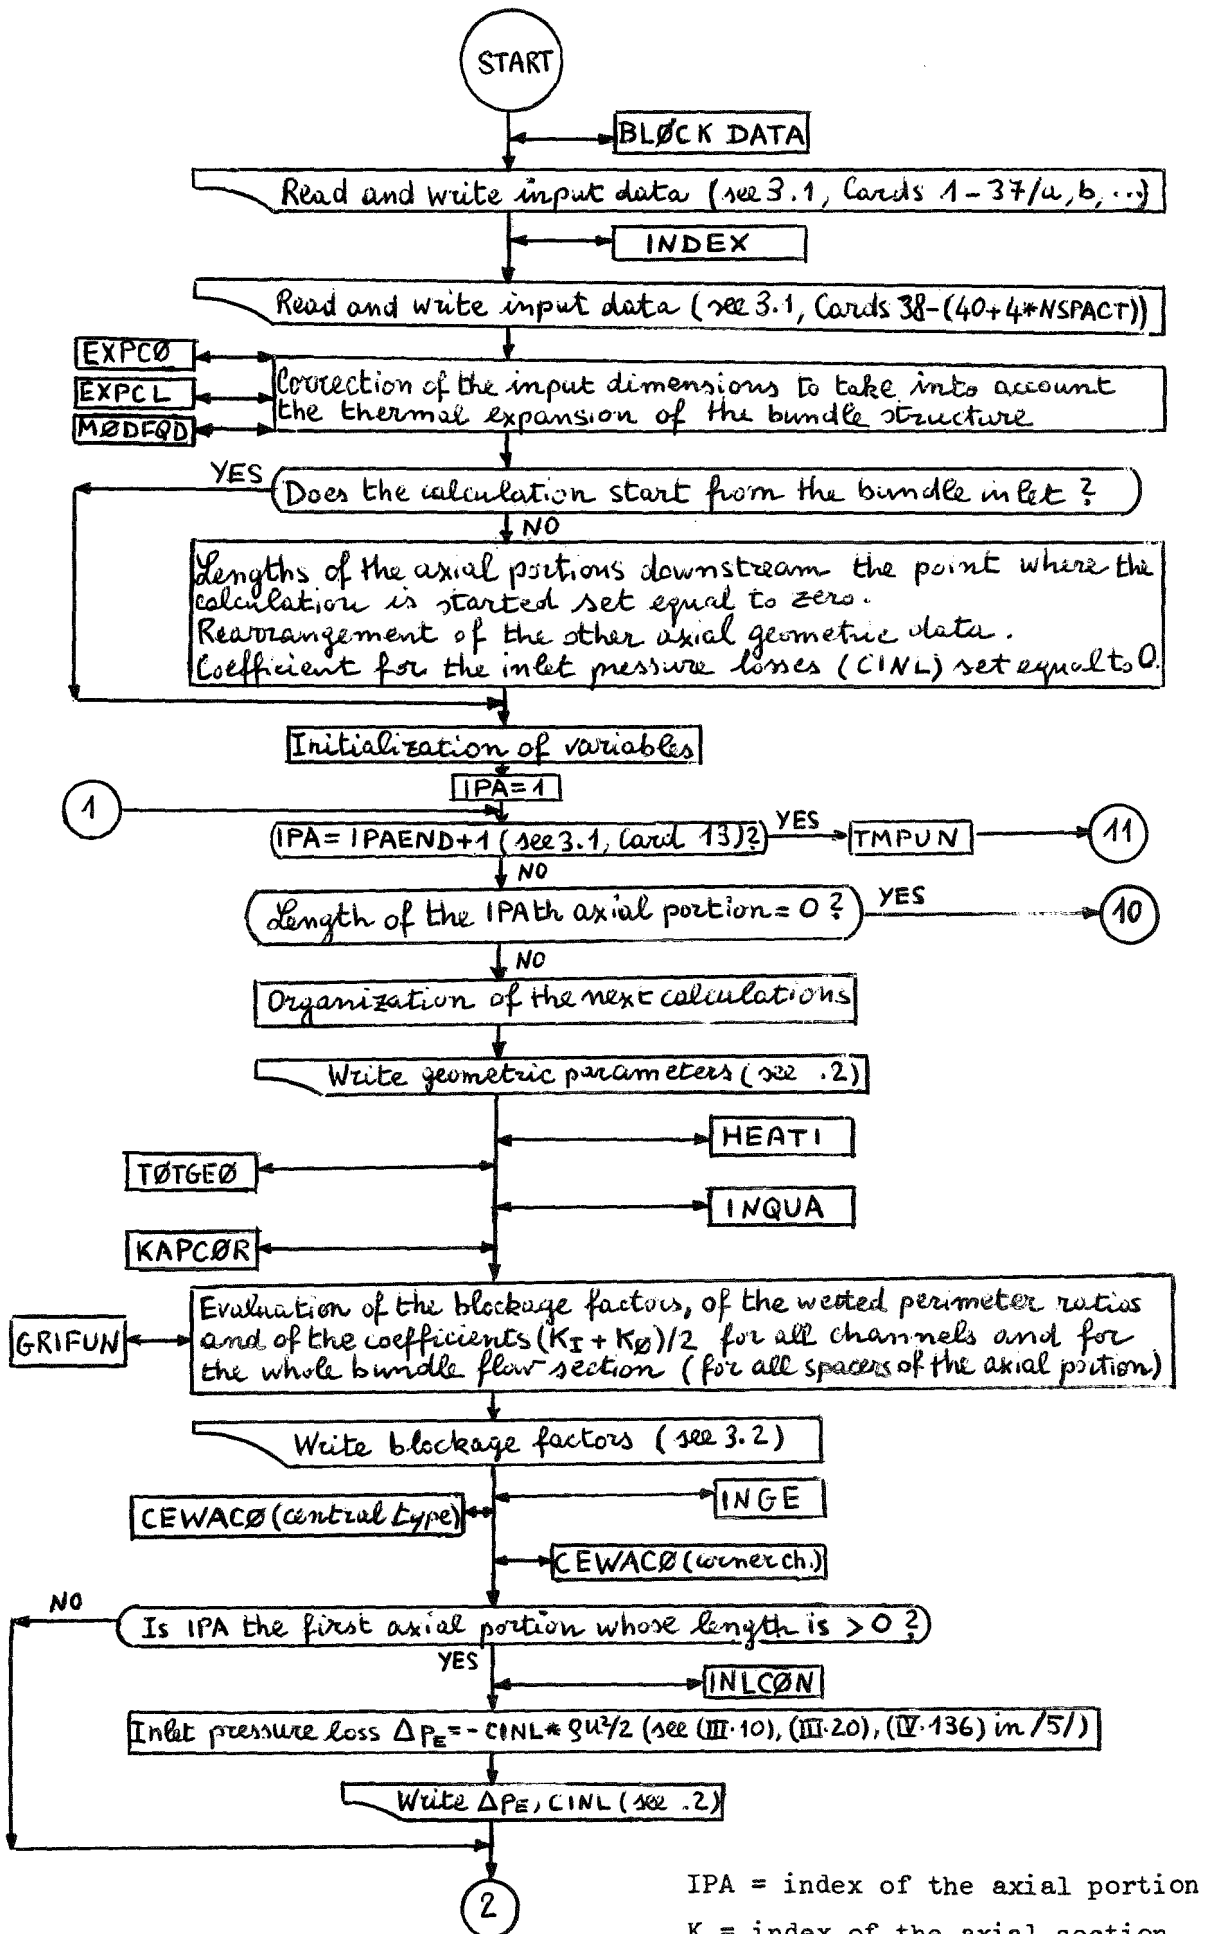 START
BLØCK DATA
Read and write input data (see 3.1, Cards 1-37/a,b,...)
INDEX
Read and write input data (see 3.1, Cards 38-(40+4*NSPACT))
EXPCØ
EXPCL
MØDFQD
Correction of the input dimensions to take into account
the thermal expansion of the bundle structure
YES
Does the calculation start from the bundle inlet ?
NO
Lengths of the axial portions downstream the point where the
calculation is started set equal to zero.
Rearrangement of the other axial geometric data.
Coefficient for the inlet pressure losses (CINL) set equal to 0.
Initialization of variables
IPA=1
1
IPA=IPAEND+1 (see 3.1, Card 13)?
YES
TMPUN
11
NO
Length of the IPAth axial portion = 0 ?
YES
10
NO
Organization of the next calculations
Write geometric parameters (see .2)
HEATI
TØTGEØ
INQUA
KAPCØR
GRIFUN
Evaluation of the blockage factors, of the wetted perimeter ratios
and of the coefficients (K_I + K_Ø)/2 for all channels and for
the whole bundle flow section (for all spacers of the axial portion)
Write blockage factors (see 3.2)
INGE
CEWACØ (central type)
CEWACØ (corner ch.)
NO
Is IPA the first axial portion whose length is > 0 ?
YES
INLCØN
Inlet pressure loss Δp_E = -CINL * ϱu²/2 (see (III·10), (III·20), (IV·136) in /5/)
Write Δp_E, CINL (see .2)
2
IPA = index of the axial portion
K = index of the axial section